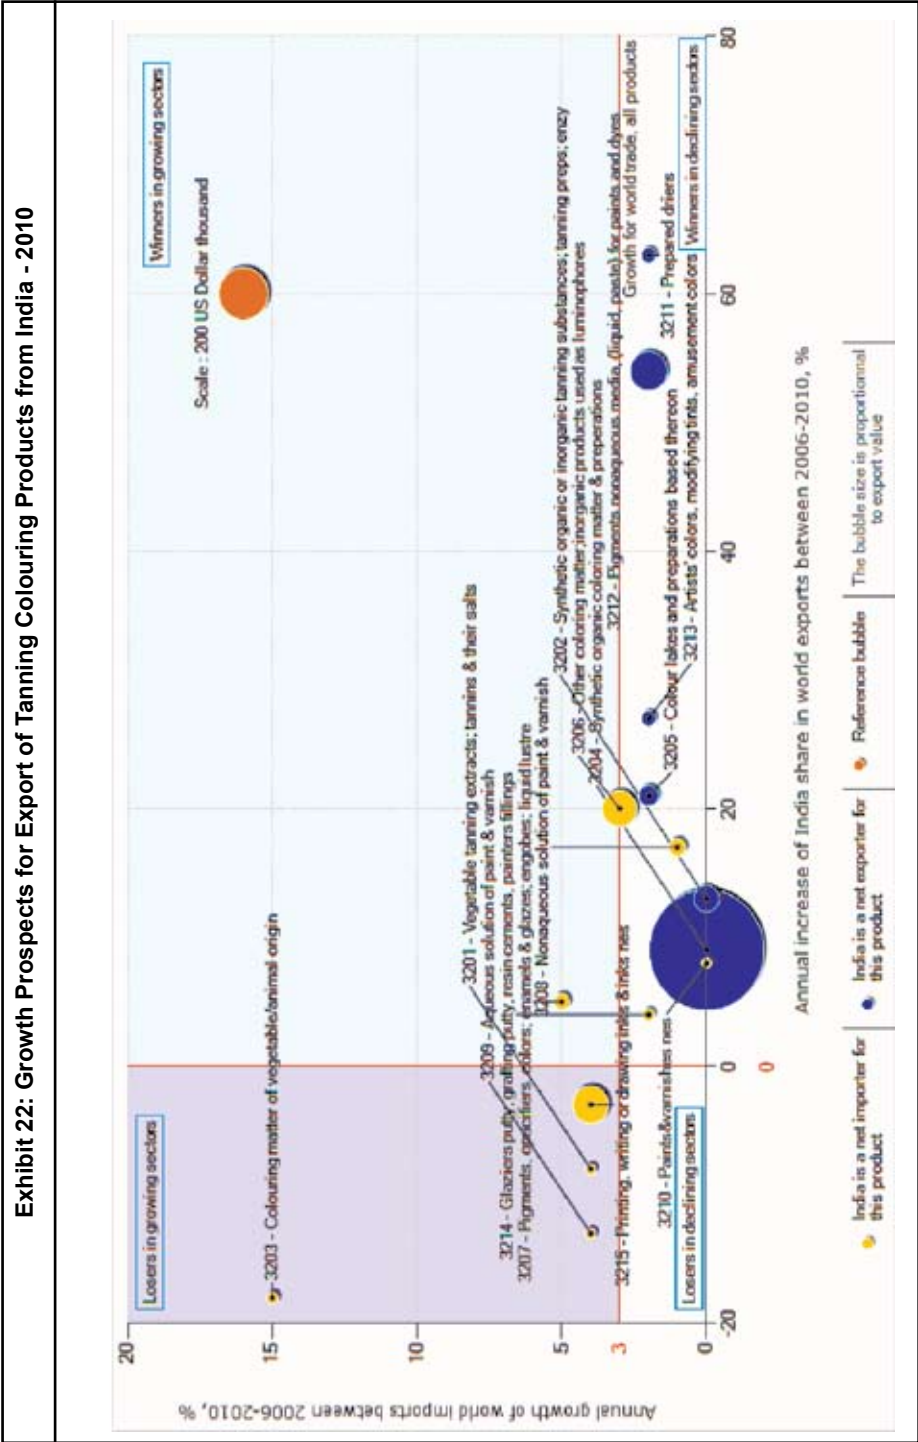 Exhibit 22: Growth Prospects for Export of Tanning Colouring Products from India - 2010
Losers in growing sectors
Winners in growing sectors
Scale : 200 US Dollar thousand
3203 - Colouring matter of vegetable/animal origin
3201 - Vegetable tanning extracts; tannins & their salts
3209 - Aqueous solution of paint & varnish
3214 - Glaziers putty, grafting putty, resin cements, painters fillings
3207 - Pigments, opacifiers, colors; enamels & glazes; engobes; liquid lustre
3208 - Nonaqueous solution of paint & varnish
3202 - Synthetic organic or inorganic tanning substances; tanning preps; enzy
3206 - Other coloring matter; inorganic products used as luminophores
3204 - Synthetic organic coloring matter & preperations
3212 - Pigments nonaqueous media, (liquid, paste) for paints and dyes
3215 - Printing, writing or drawing inks & inks nes
Growth for world trade, all products
3210 - Paints&varnishes nes
3211 - Prepared driers
3205 - Colour lakes and preparations based thereon
3213 - Artists' colors, modifying tints, amusement colors
Losers in declining sectors
Winners in declining sectors
20
15
10
5
3
0
-20
0
20
40
60
80
0
Annual growth of world imports between 2006-2010, %
Annual increase of India share in world exports between 2006-2010, %
India is a net importer for
this product
India is a net exporter for
this product
Reference bubble
The bubble size is proportionnal
to export value